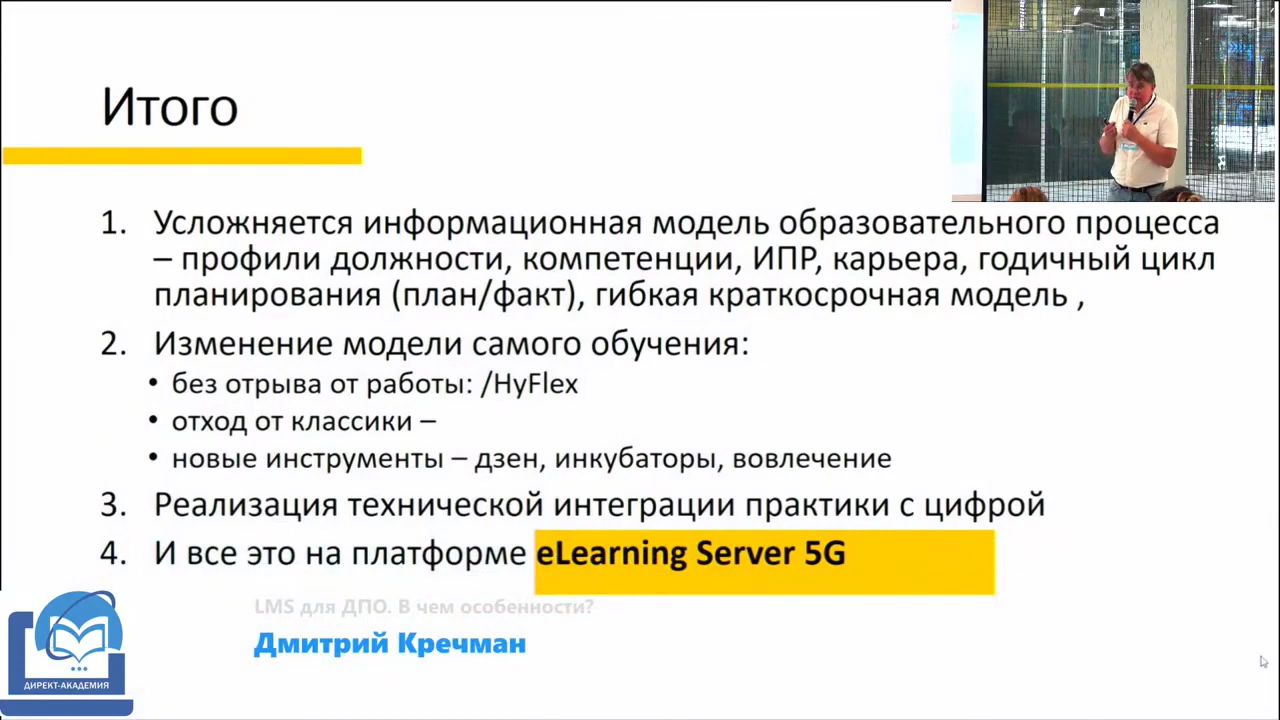 Итого
1. Усложняется информационная модель образовательного процесса
– профили должности, компетенции, ИПР, карьера, годичный цикл
планирования (план/факт), гибкая краткосрочная модель ,
2. Изменение модели самого обучения:
• без отрыва от работы: /HyFlex
• отход от классики –
• новые инструменты – дзен, инкубаторы, вовлечение
3. Реализация технической интеграции практики с цифрой
4. И все это на платформе eLearning Server 5G
LMS для ДПО. В чем особенности?
Дмитрий Кречман
ДИРЕКТ-АКАДЕМИЯ